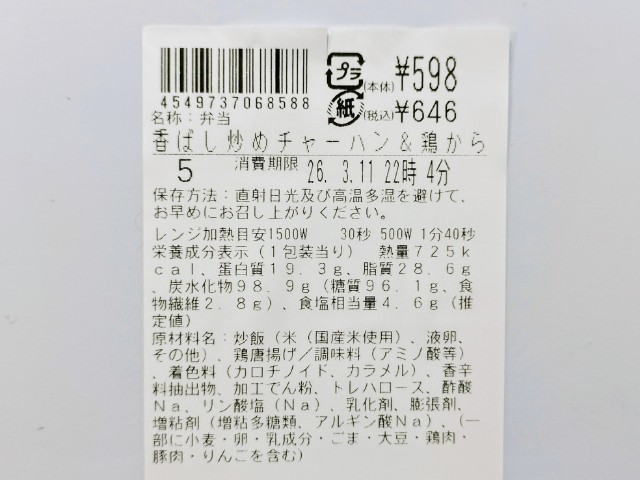 4549737068588
プラ
(本体) ¥598
紙
(税込) ¥646
名称：弁当
香ばし炒めチャーハン＆鶏から
5 消費期限 26. 3.11 22時 4分
保存方法：直射日光及び高温多湿を避けて、
お早めにお召し上がりください。
レンジ加熱目安1500W 30秒 500W 1分40秒
栄養成分表示（１包装当り） 熱量７２５ｋ
ｃａｌ、蛋白質１９．３ｇ、脂質２８．６ｇ
、炭水化物９８．９ｇ（糖質９６．１ｇ、食
物繊維２．８ｇ）、食塩相当量４．６ｇ（推
定値）
原材料名：炒飯（米（国産米使用）、液卵、
その他）、鶏唐揚げ／調味料（アミノ酸等）
、着色料（カロチノイド、カラメル）、香辛
料抽出物、加工でん粉、トレハロース、酢酸
Ｎａ、リン酸塩（Ｎａ）、乳化剤、膨張剤、
増粘剤（増粘多糖類、アルギン酸Ｎａ）、（一
部に小麦・卵・乳成分・ごま・大豆・鶏肉・
豚肉・りんごを含む）